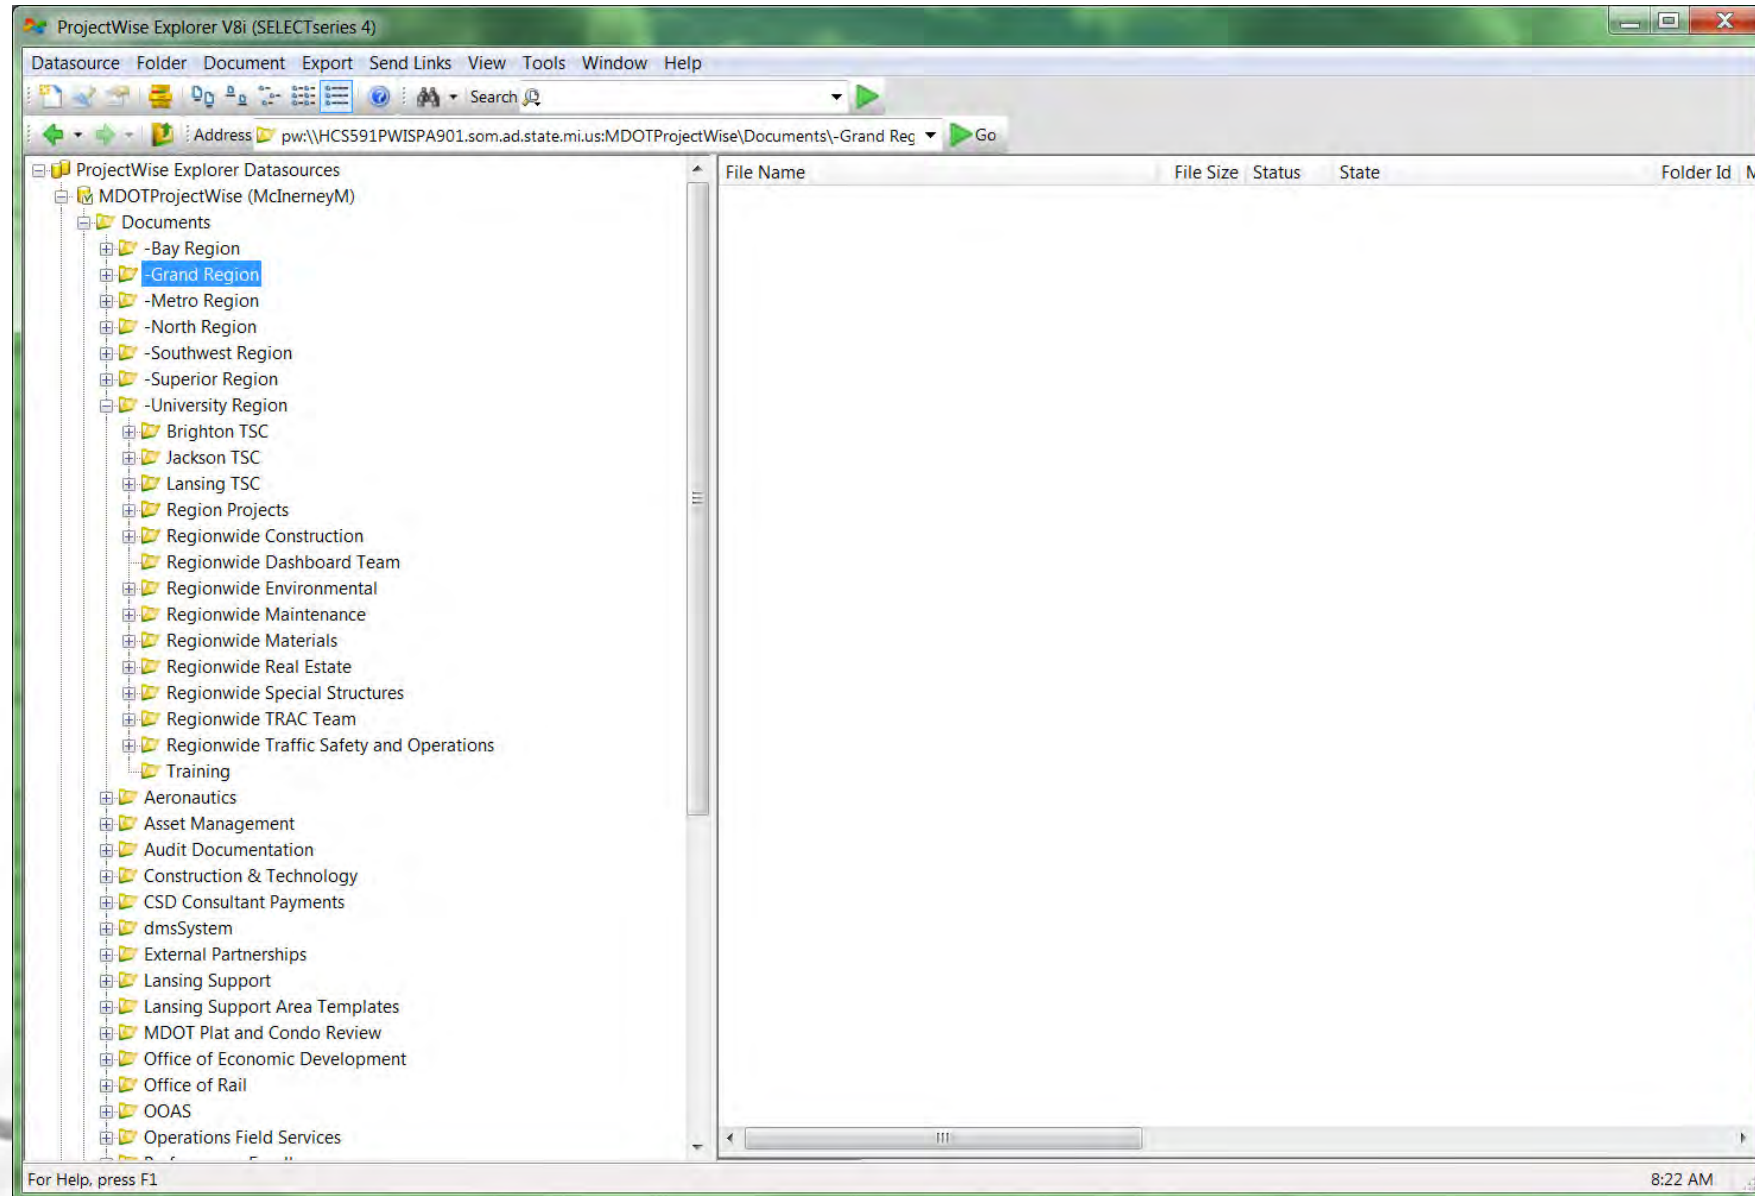 ProjectWise Explorer V8i (SELECTseries 4)
Datasource Folder Document Export Send Links View Tools Window Help
Search
Address pw:\\HCS591PWISPA901.som.ad.state.mi.us:MDOTProjectWise\Documents\-Grand Reg Go
ProjectWise Explorer Datasources
File Name File Size Status State Folder Id M
MDOTProjectWise (McInerneyM)
Documents
-Bay Region
-Grand Region
-Metro Region
-North Region
-Southwest Region
-Superior Region
-University Region
Brighton TSC
Jackson TSC
Lansing TSC
Region Projects
Regionwide Construction
Regionwide Dashboard Team
Regionwide Environmental
Regionwide Maintenance
Regionwide Materials
Regionwide Real Estate
Regionwide Special Structures
Regionwide TRAC Team
Regionwide Traffic Safety and Operations
Training
Aeronautics
Asset Management
Audit Documentation
Construction & Technology
CSD Consultant Payments
dmsSystem
External Partnerships
Lansing Support
Lansing Support Area Templates
MDOT Plat and Condo Review
Office of Economic Development
Office of Rail
OOAS
Operations Field Services
For Help, press F1
8:22 AM